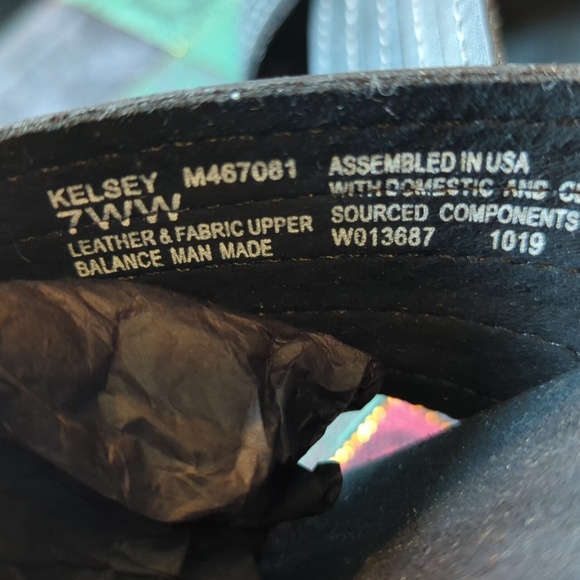 KELSEY M467081
7WW
LEATHER & FABRIC UPPER
BALANCE MAN MADE
ASSEMBLED IN USA
WITH DOMESTIC AND
SOURCED COMPONENTS
W013687 1019